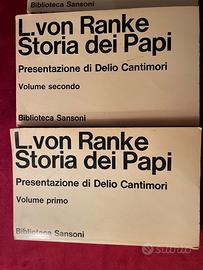 Biblioteca Sansoni
L.von Ranke
Storia dei Papi
Presentazione di Delio Cantimori
Volume secondo
Biblioteca Sansoni
L.von Ranke
Storia dei Papi
Presentazione di Delio Cantimori
Volume primo
Biblioteca Sansoni
subito